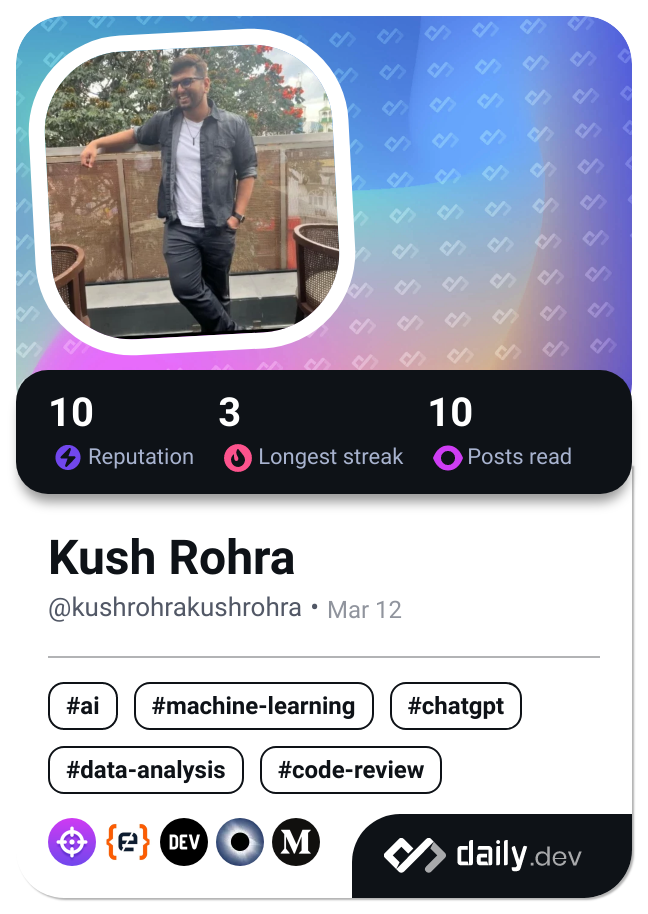 10 3 10
Reputation Longest streak Posts read
Kush Rohra
@kushrohrakushrohra • Mar 12
#ai #machine-learning #chatgpt
#data-analysis #code-review
DEV M daily.dev